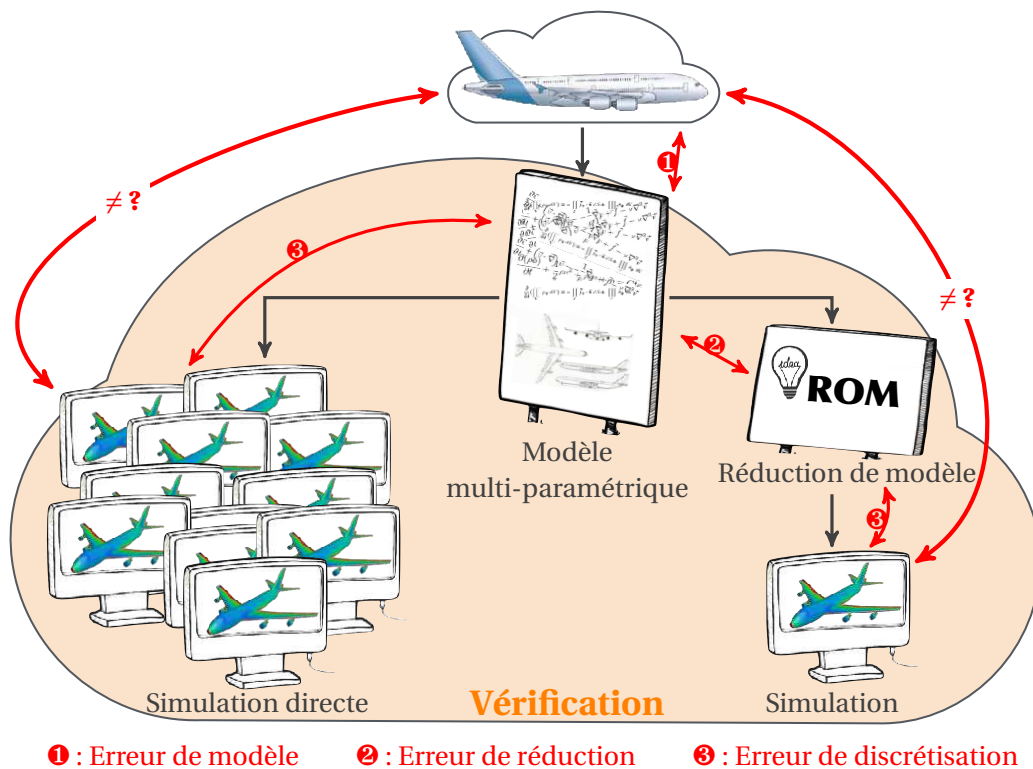 ❶
≠ ?
❸
≠ ?
❷
idea
ROM
Modèle
multi-paramétrique
Réduction de modèle
❸
Simulation directe
Vérification
Simulation
❶ : Erreur de modèle
❷ : Erreur de réduction
❸ : Erreur de discrétisation